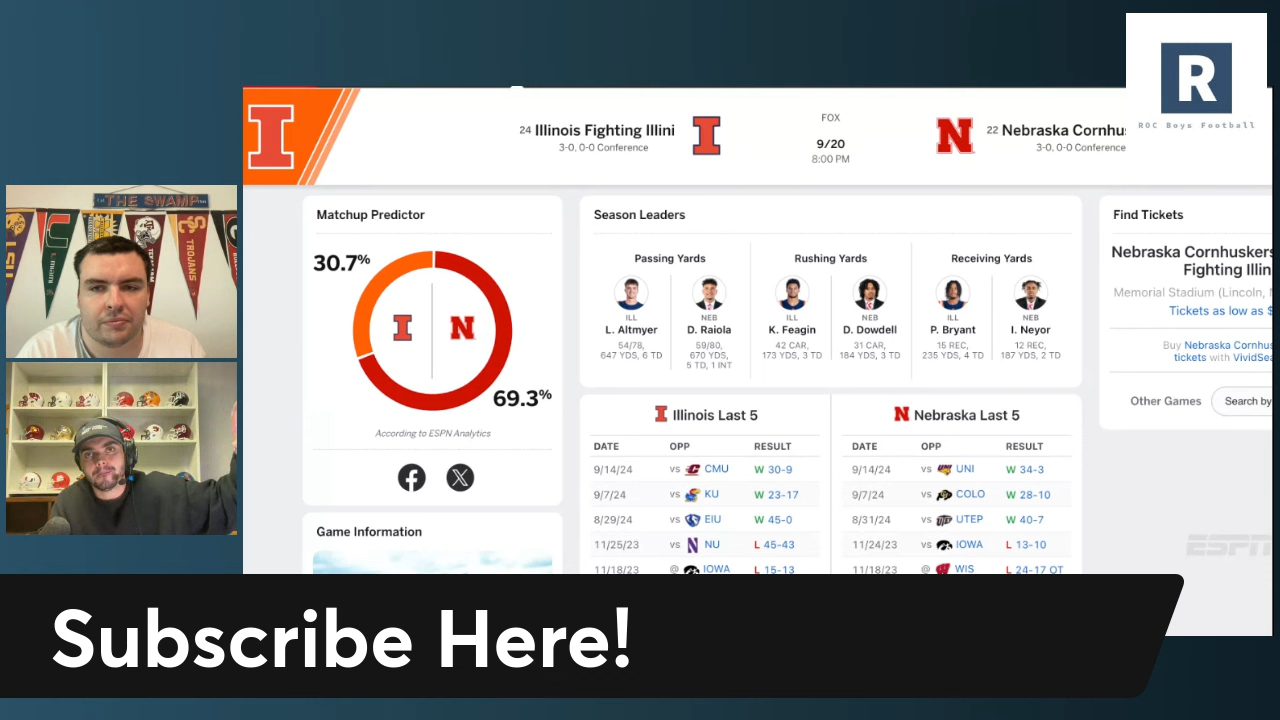 R
ROC Boys Football
24 Illinois Fighting Illini
3-0, 0-0 Conference
FOX
9/20
8:00 PM
22 Nebraska Cornhus
3-0, 0-0 Conference
THE SWAMP
Matchup Predictor
30.7%
69.3%
According to ESPN Analytics
Game Information
Season Leaders
Passing Yards
Rushing Yards
Receiving Yards
ILL
L. Altmyer
54/78,
647 YDS, 6 TD
NEB
D. Raiola
59/80,
670 YDS,
5 TD, 1 INT
ILL
K. Feagin
42 CAR,
173 YDS, 3 TD
NEB
D. Dowdell
31 CAR,
184 YDS, 3 TD
ILL
P. Bryant
15 REC,
235 YDS, 4 TD
NEB
I. Neyor
12 REC,
187 YDS, 2 TD
Illinois Last 5
DATE OPP RESULT
9/14/24 vs CMU W 30-9
9/7/24 vs KU W 23-17
8/29/24 vs EIU W 45-0
11/25/23 vs NU L 45-43
11/18/23 @ IOWA L 15-13
Nebraska Last 5
DATE OPP RESULT
9/14/24 vs UNI W 34-3
9/7/24 vs COLO W 28-10
8/31/24 vs UTEP W 40-7
11/24/23 vs IOWA L 13-10
11/18/23 @ WIS L 24-17 OT
Find Tickets
Nebraska Cornhuskers
Fighting Illin
Memorial Stadium (Lincoln,
Tickets as low as $
Buy Nebraska Cornhus
tickets with VividSea
Other Games Search by
ESPN
Subscribe Here!